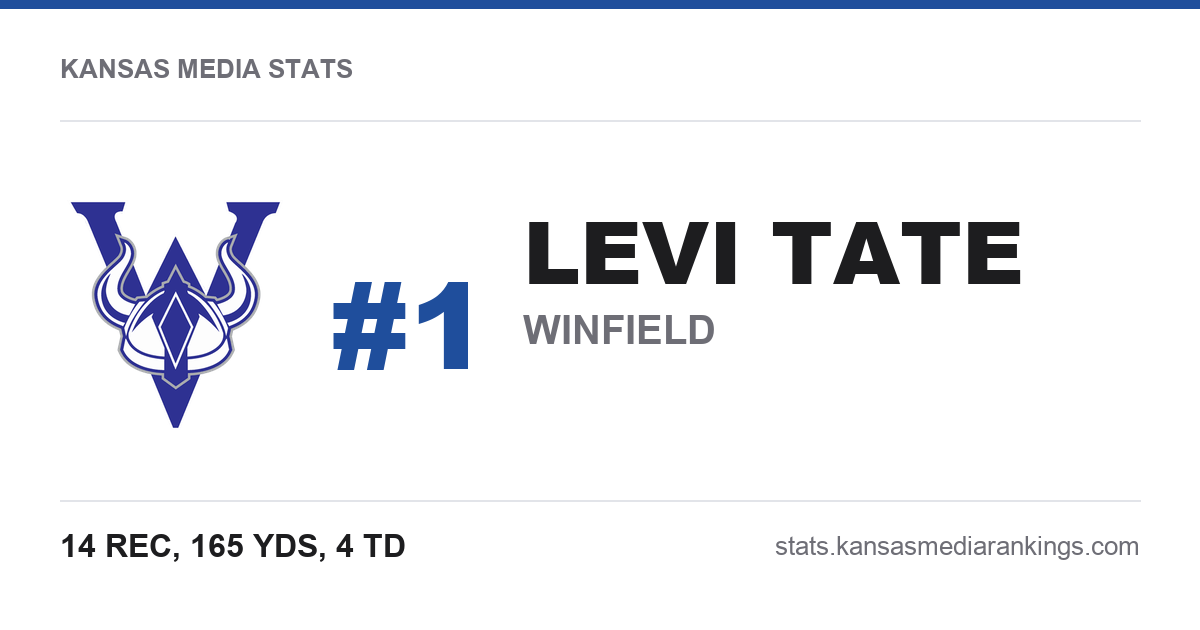 KANSAS MEDIA STATS
#1
LEVI TATE
WINFIELD
14 REC, 165 YDS, 4 TD
stats.kansasmediarankings.com